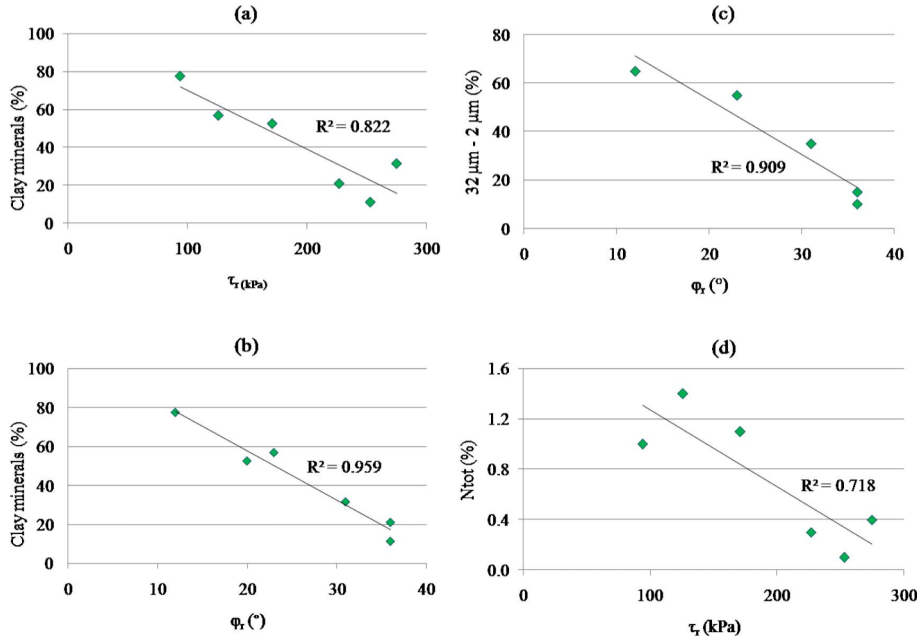 (a)
Clay minerals (%)
100
80
60
40
20
0
R² = 0.822
0 100 200 300
τr (kPa)
(c)
32 μm - 2 μm (%)
80
60
40
20
0
R² = 0.909
0 10 20 30 40
φr (°)
(b)
Clay minerals (%)
100
80
60
40
20
0
R² = 0.959
0 10 20 30 40
φr (°)
(d)
Ntot (%)
1.6
1.2
0.8
0.4
0.0
R² = 0.718
0 100 200 300
τr (kPa)